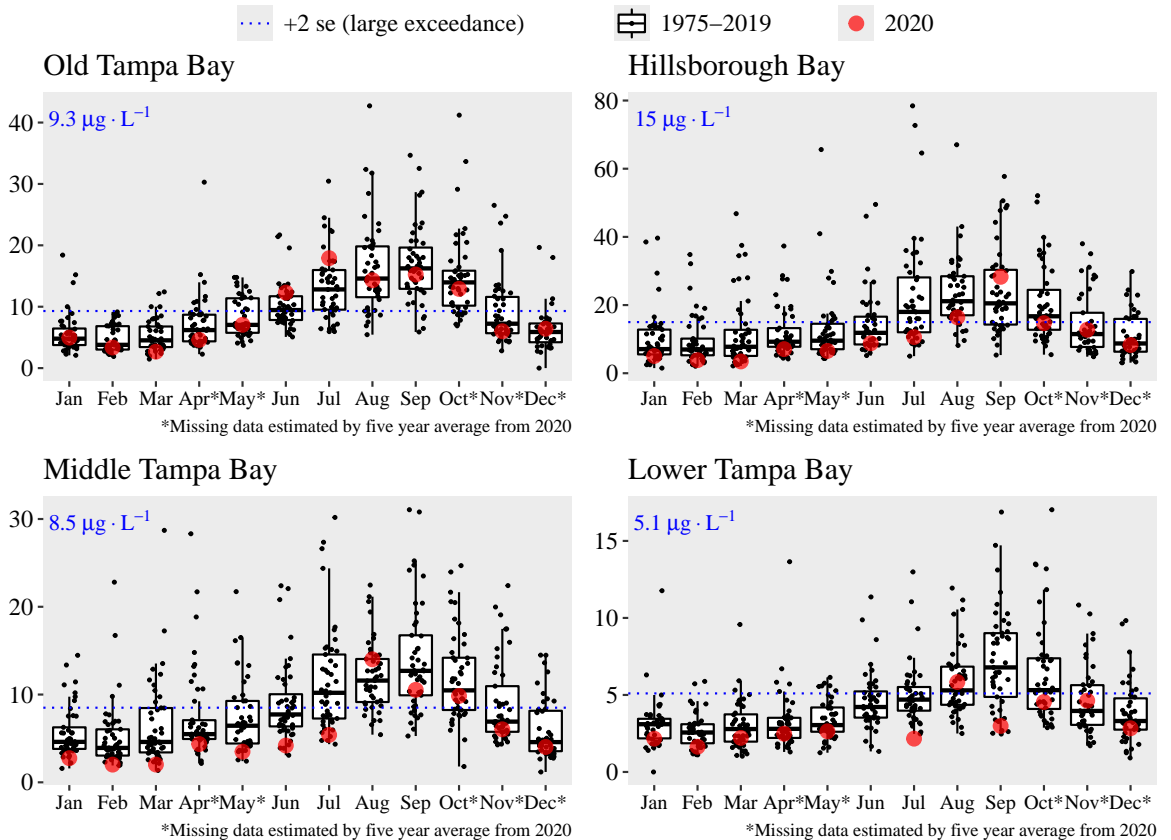 +2 se (large exceedance) 1975–2019 2020
Old Tampa Bay
9.3 μg · L⁻¹
40
30
20
10
0
Jan Feb Mar Apr* May* Jun Jul Aug Sep Oct* Nov* Dec*
*Missing data estimated by five year average from 2020
Hillsborough Bay
15 μg · L⁻¹
80
60
40
20
0
Jan Feb Mar Apr* May* Jun Jul Aug Sep Oct* Nov* Dec*
*Missing data estimated by five year average from 2020
Middle Tampa Bay
8.5 μg · L⁻¹
30
20
10
0
Jan Feb Mar Apr* May* Jun Jul Aug Sep Oct* Nov* Dec*
*Missing data estimated by five year average from 2020
Lower Tampa Bay
5.1 μg · L⁻¹
15
10
5
0
Jan Feb Mar Apr* May* Jun Jul Aug Sep Oct* Nov* Dec*
*Missing data estimated by five year average from 2020